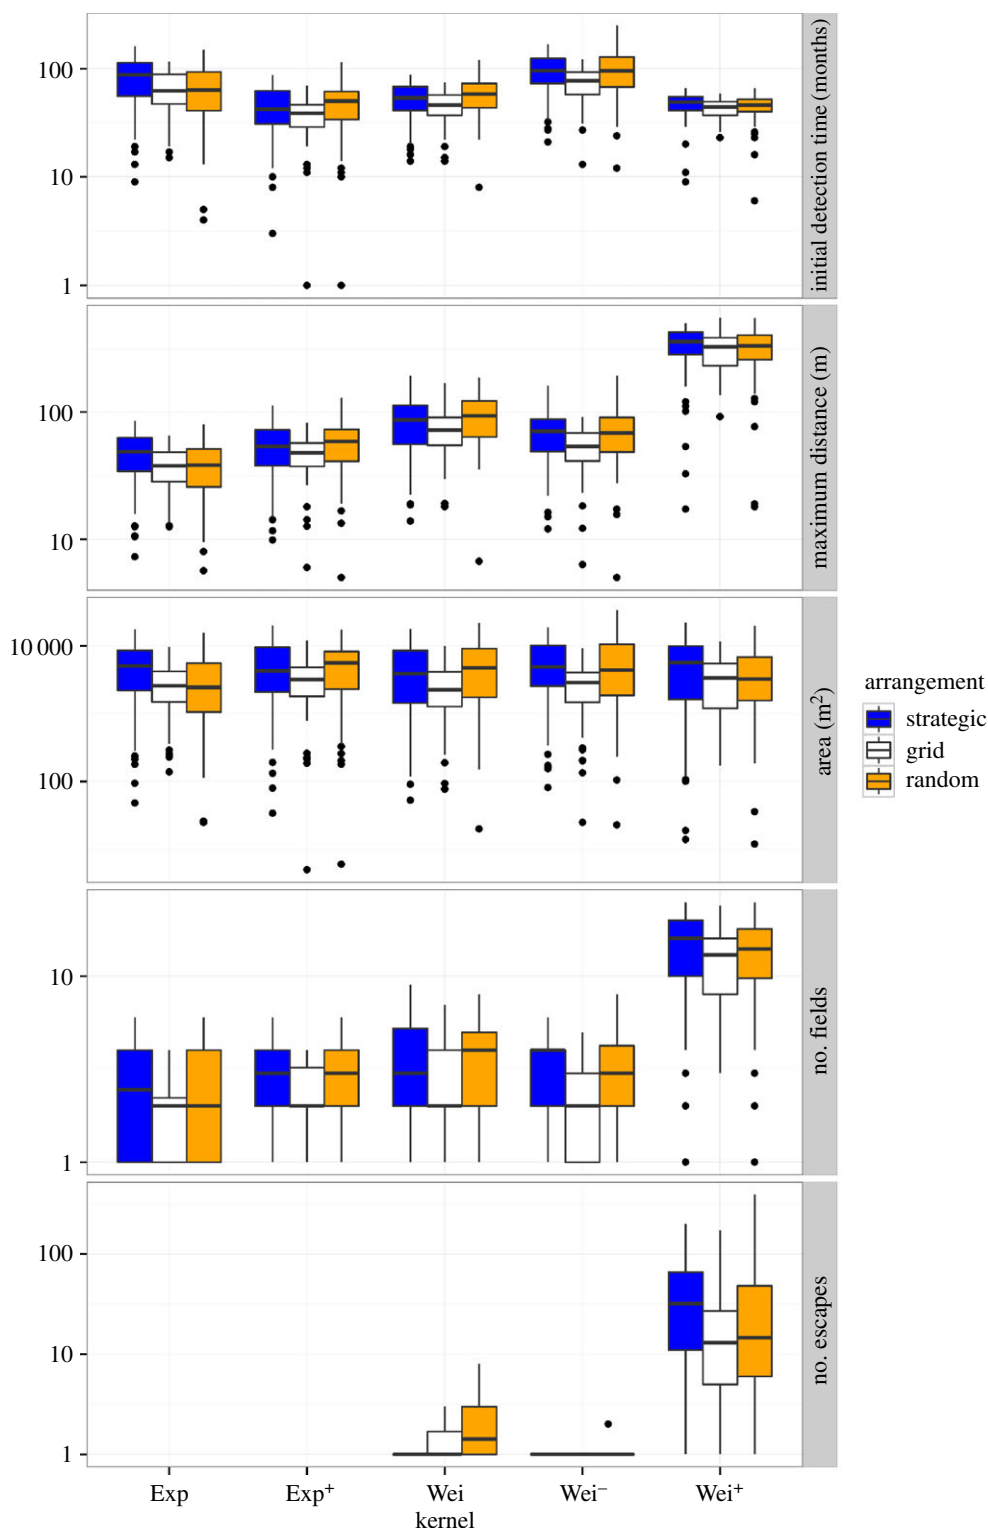 100
10
1
initial detection time (months)
100
10
maximum distance (m)
10 000
100
area (m²)
arrangement
strategic
grid
random
10
1
no. fields
100
10
1
no. escapes
Exp Exp⁺ Wei Wei⁻ Wei⁺
kernel